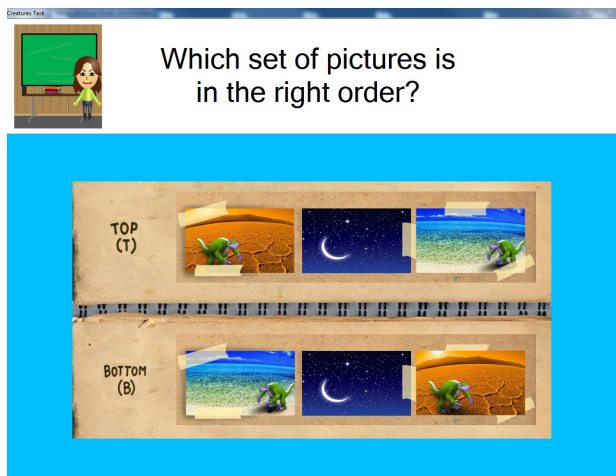 Creatures Task
Which set of pictures is
in the right order?
TOP
(T)
BOTTOM
(B)